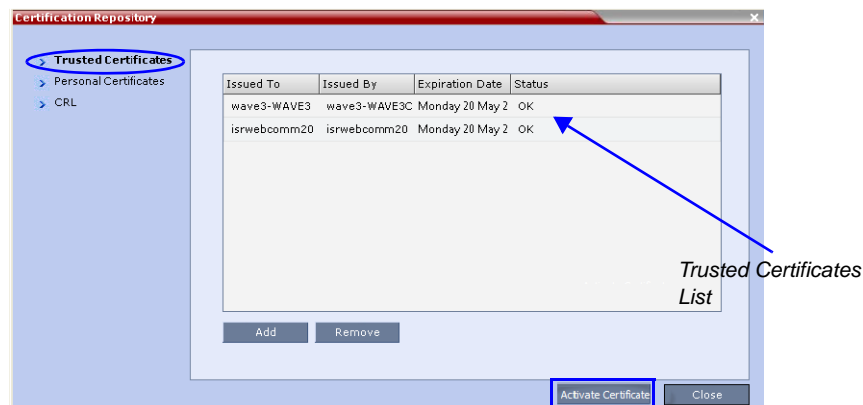 Certification Repository
Trusted Certificates
Personal Certificates
CRL
Issued To Issued By Expiration Date Status
wave3-WAVE3 wave3-WAVE3C Monday 20 May 2 OK
isrwebcomm20 isrwebcomm20 Monday 20 May 2 OK
Trusted Certificates
List
Add Remove
Activate Certificate Close